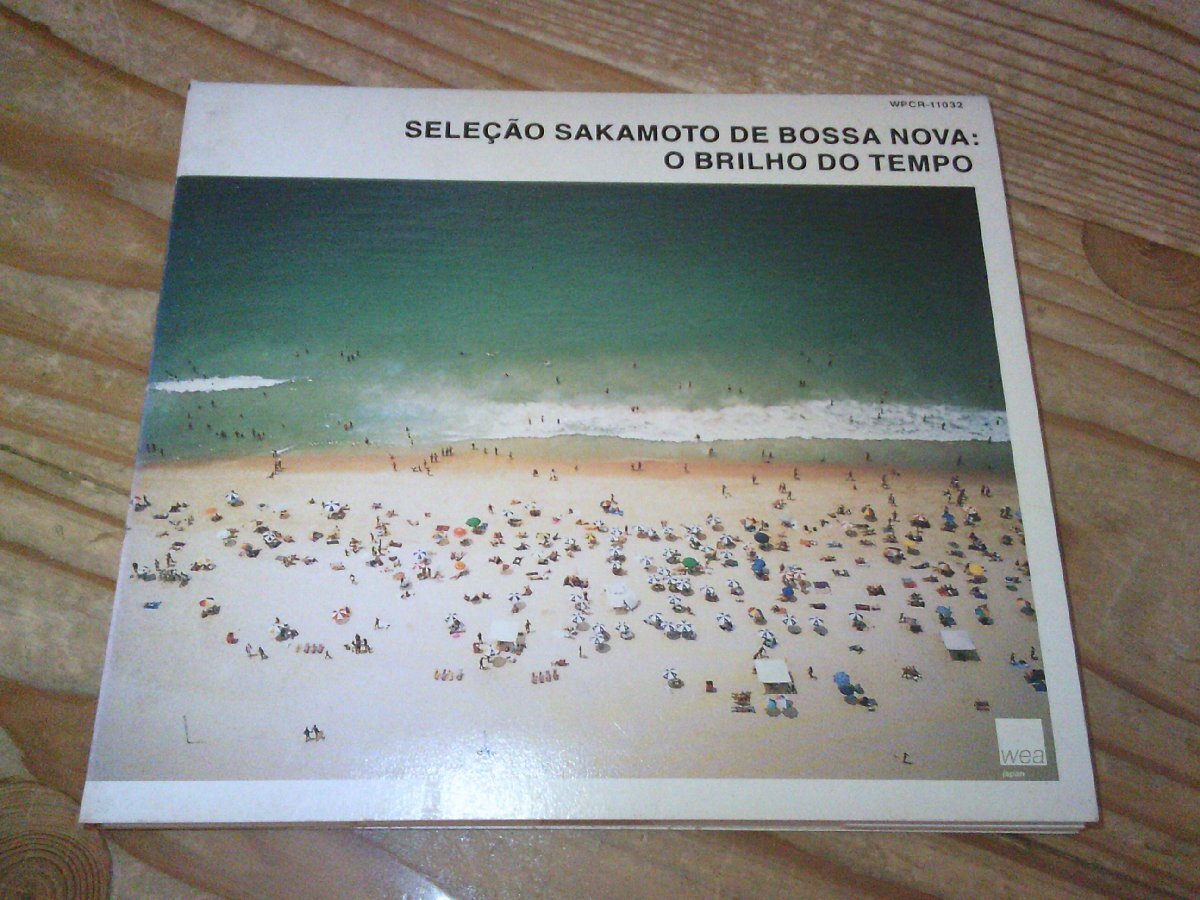 WPCR-11032
SELEÇÃO SAKAMOTO DE BOSSA NOVA:
O BRILHO DO TEMPO
wea
japan